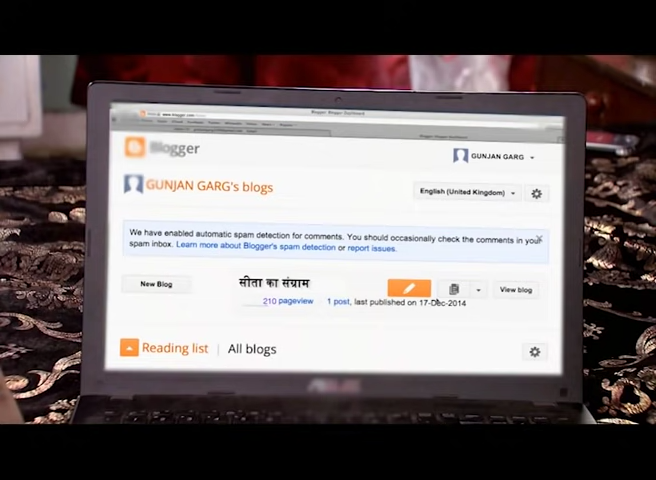 Blogger
GUNJAN GARG
GUNJAN GARG's blogs
English (United Kingdom)
We have enabled automatic spam detection for comments. You should occasionally check the comments in your
spam inbox. Learn more about Blogger's spam detection or report issues.
New Blog
सीता का संग्राम
View blog
210 pageview 1 post, last published on 17-Dec-2014
Reading list | All blogs